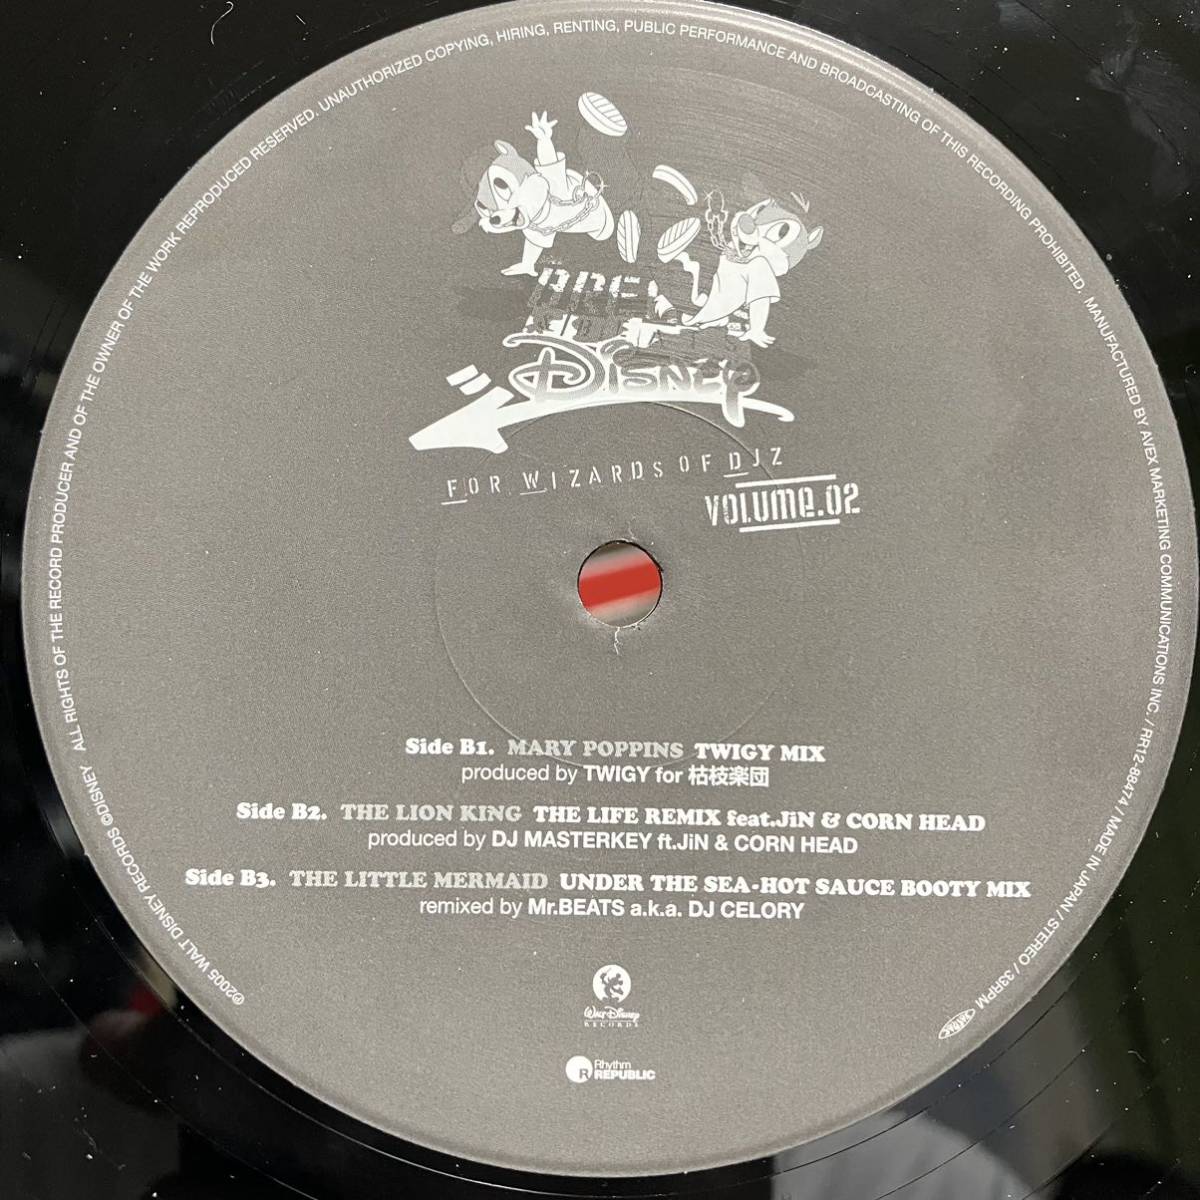 ALL RIGHTS OF THE RECORD PRODUCER AND OF THE OWNER OF THE WORK REPRODUCED RESERVED. UNAUTHORIZED COPYING, HIRING, RENTING, PUBLIC PERFORMANCE AND BROADCASTING OF THIS RECORDING PROHIBITED. MANUFACTURED BY AVEX MARKETING COMMUNICATIONS INC. / RR12-88474 / MADE IN JAPAN / STEREO / 33RPM
Disney
FOR WIZARDS OF DJZ
VOLUME.02
Side B1. MARY POPPINS TWIGY MIX
produced by TWIGY for 枯枝楽団
Side B2. THE LION KING THE LIFE REMIX feat.JiN & CORN HEAD
produced by DJ MASTERKEY ft.JiN & CORN HEAD
Side B3. THE LITTLE MERMAID UNDER THE SEA-HOT SAUCE BOOTY MIX
remixed by Mr.BEATS a.k.a. DJ CELORY
Walt Disney
RECORDS
R Rhythm
REPUBLIC
℗2005 WALT DISNEY RECORDS ©DISNEY